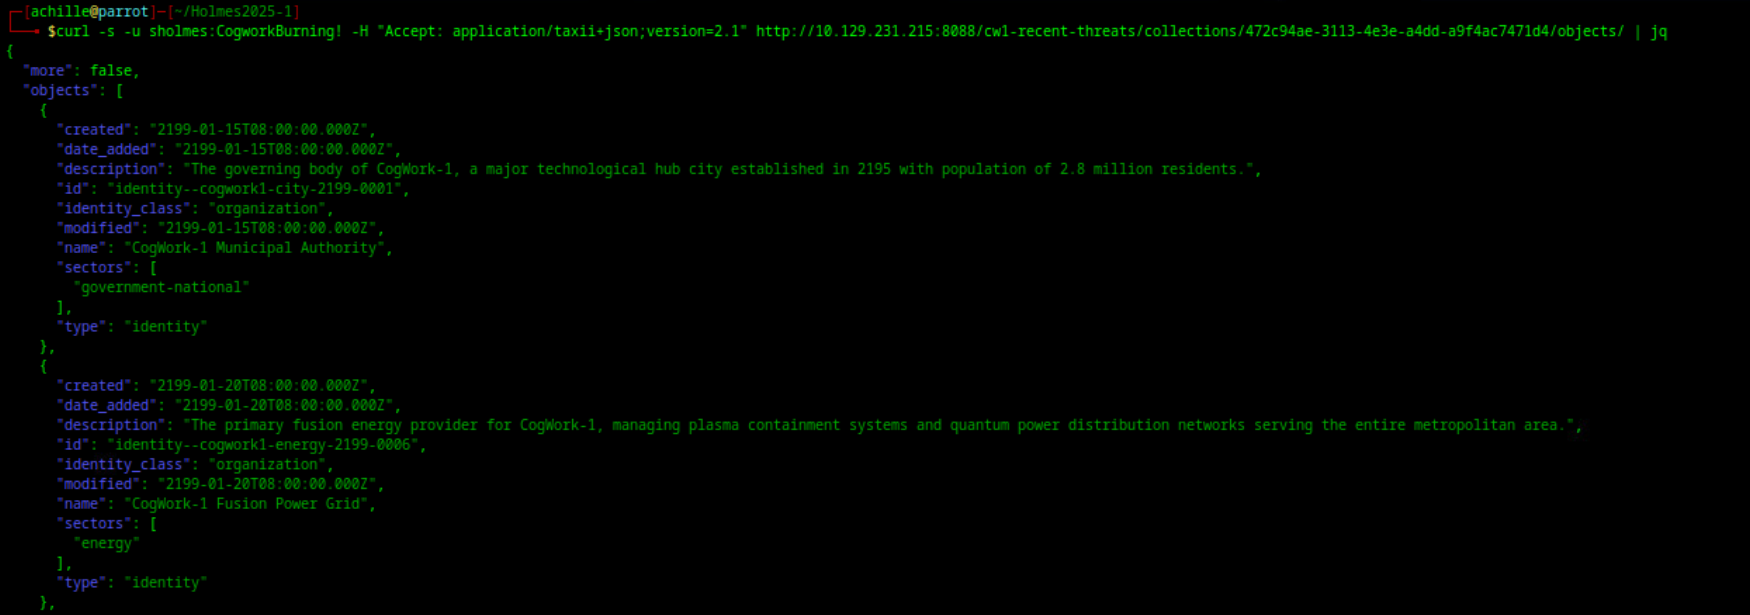 ┌─[achille@parrot]─[~/Holmes2025-1]
└──╼ $curl -s -u sholmes:CogworkBurning! -H "Accept: application/taxii+json;version=2.1" http://10.129.231.215:8088/cw1-recent-threats/collections/472c94ae-3113-4e3e-a4dd-a9f4ac7471d4/objects/ | jq
{
  "more": false,
  "objects": [
    {
      "created": "2199-01-15T08:00:00.000Z",
      "date_added": "2199-01-15T08:00:00.000Z",
      "description": "The governing body of CogWork-1, a major technological hub city established in 2195 with population of 2.8 million residents.",
      "id": "identity--cogwork1-city-2199-0001",
      "identity_class": "organization",
      "modified": "2199-01-15T08:00:00.000Z",
      "name": "CogWork-1 Municipal Authority",
      "sectors": [
        "government-national"
      ],
      "type": "identity"
    },
    {
      "created": "2199-01-20T08:00:00.000Z",
      "date_added": "2199-01-20T08:00:00.000Z",
      "description": "The primary fusion energy provider for CogWork-1, managing plasma containment systems and quantum power distribution networks serving the entire metropolitan area.",
      "id": "identity--cogwork1-energy-2199-0006",
      "identity_class": "organization",
      "modified": "2199-01-20T08:00:00.000Z",
      "name": "CogWork-1 Fusion Power Grid",
      "sectors": [
        "energy"
      ],
      "type": "identity"
    },